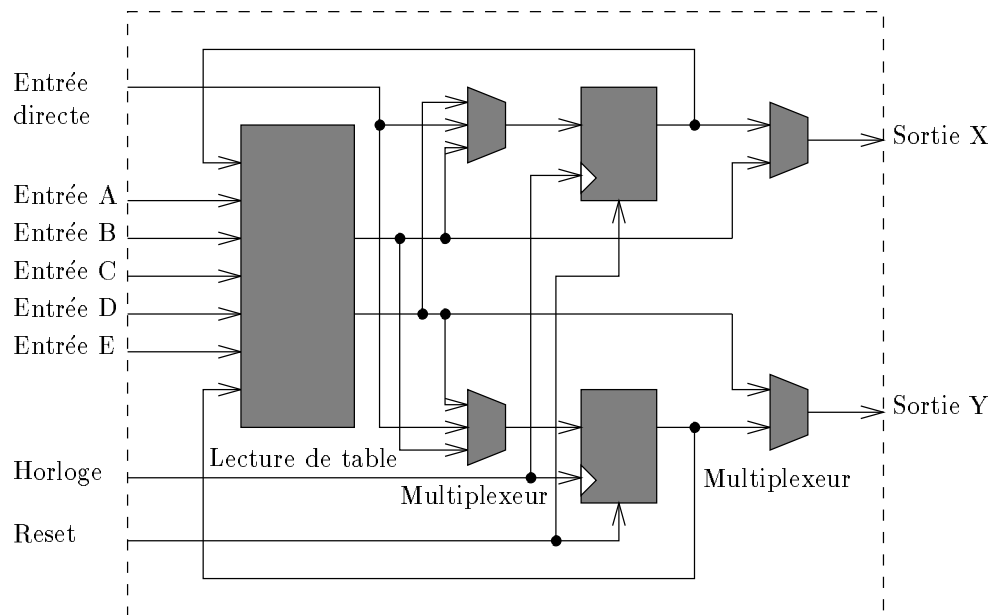 Entrée
directe
Sortie X
Entrée A
Entrée B
Entrée C
Entrée D
Entrée E
Sortie Y
Lecture de table
Horloge
Multiplexeur
Multiplexeur
Reset